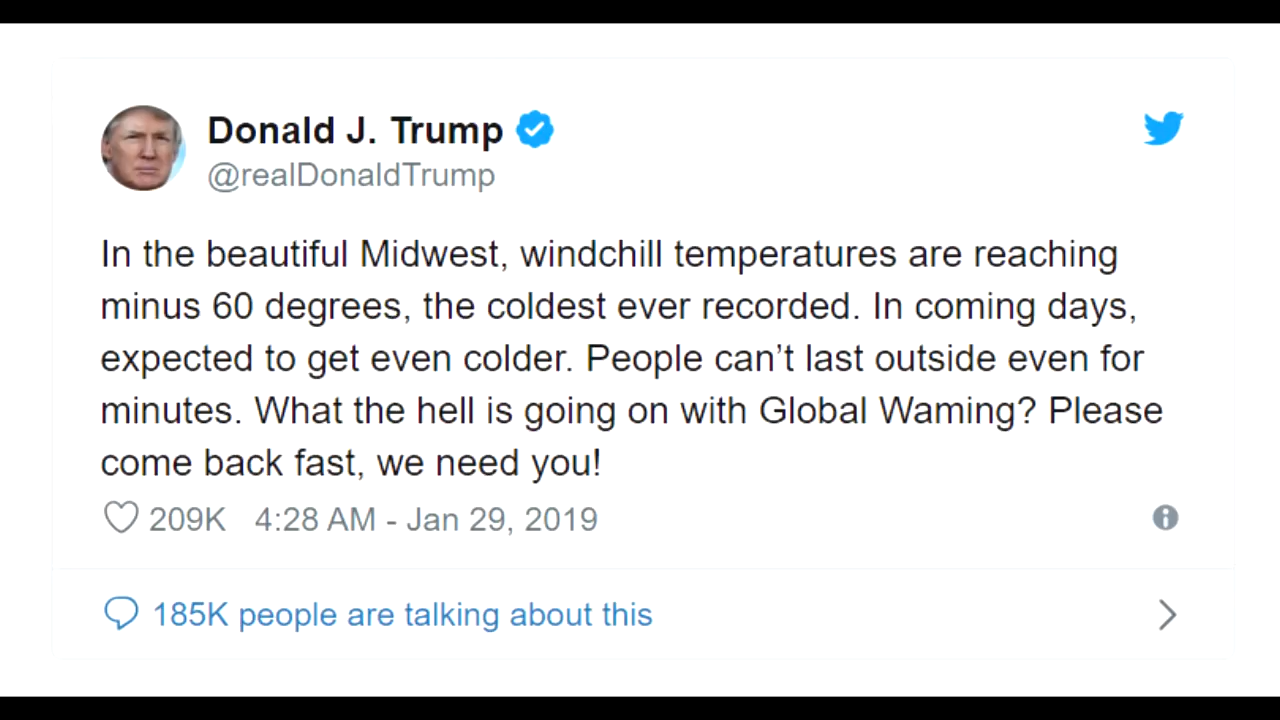 Donald J. Trump
@realDonaldTrump
In the beautiful Midwest, windchill temperatures are reaching
minus 60 degrees, the coldest ever recorded. In coming days,
expected to get even colder. People can’t last outside even for
minutes. What the hell is going on with Global Waming? Please
come back fast, we need you!
209K 4:28 AM - Jan 29, 2019
185K people are talking about this